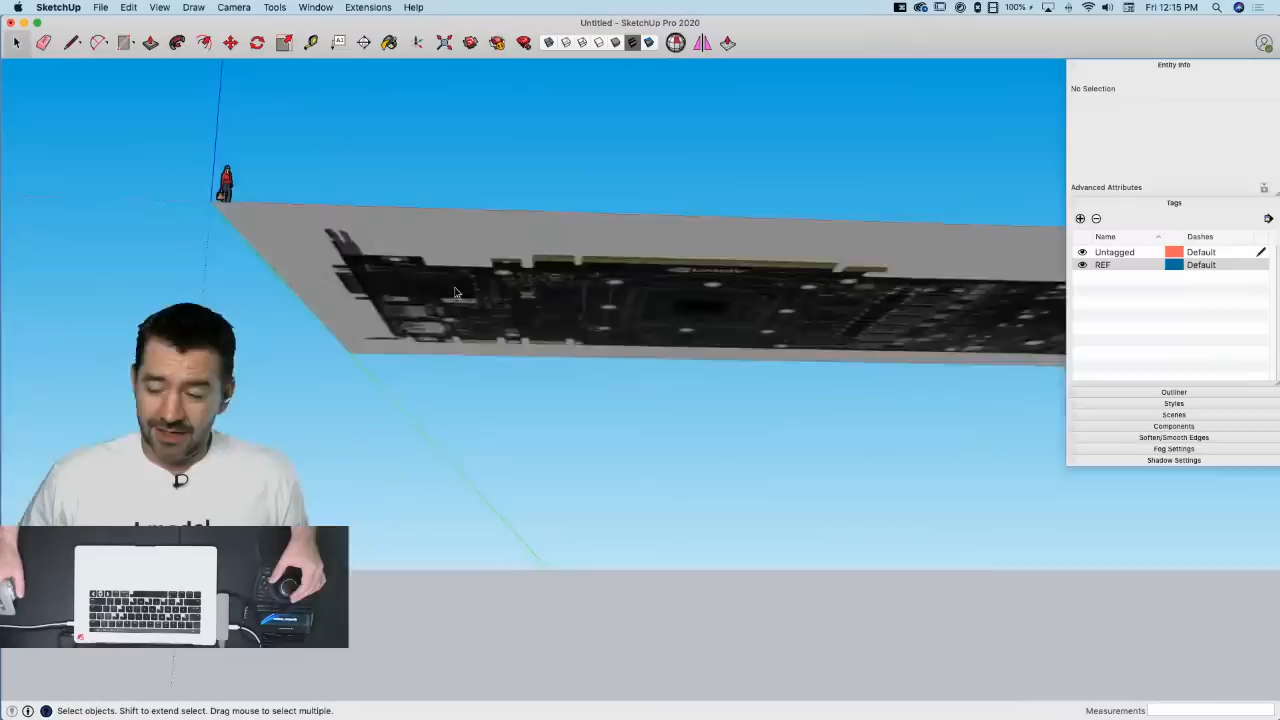 SketchUp File Edit View Draw Camera Tools Window Extensions Help
100% Fri 12:15 PM
Untitled - SketchUp Pro 2020
Entity Info
No Selection
Advanced Attributes
Tags
Name Dashes
Untagged Default
REF Default
Outliner
Styles
Scenes
Components
Soften/Smooth Edges
Fog Settings
Shadow Settings
I model
Select objects. Shift to extend select. Drag mouse to select multiple.
Measurements